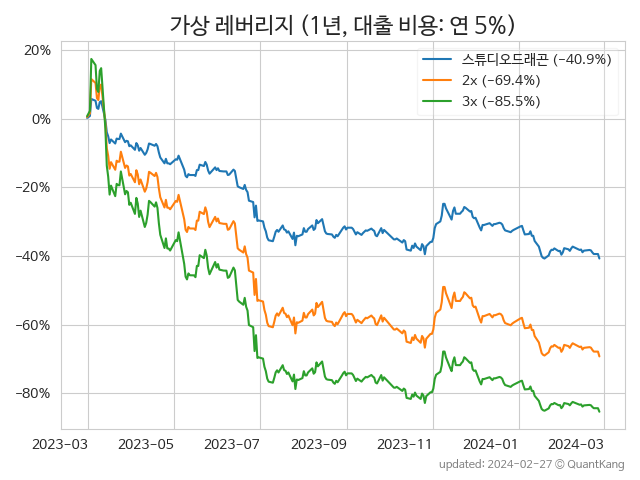 가상 레버리지 (1년, 대출 비용: 연 5%)
스튜디오드래곤 (-40.9%)
2x (-69.4%)
3x (-85.5%)
20%
0%
−20%
−40%
−60%
−80%
2023-03 2023-05 2023-07 2023-09 2023-11 2024-01 2024-03
updated: 2024-02-27 © QuantKang